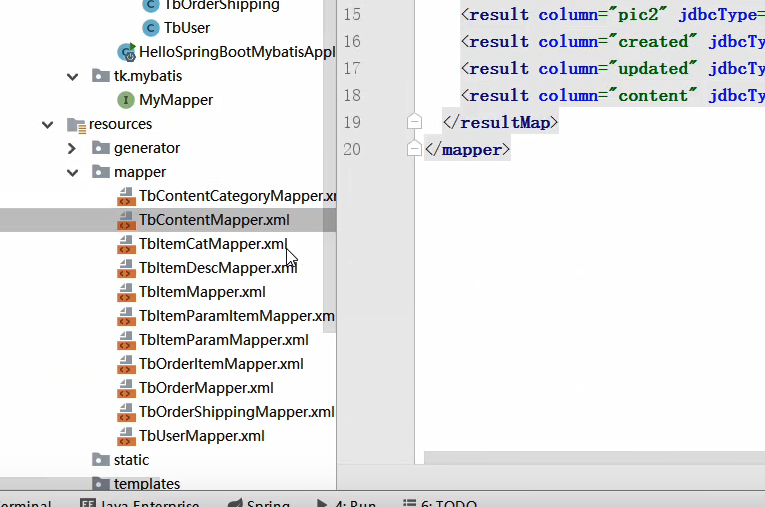 TbOrderShipping
TbUser
HelloSpringBootMybatisAppl
tk.mybatis
MyMapper
resources
generator
mapper
TbContentCategoryMapper.x
TbContentMapper.xml
TbItemCatMapper.xml
TbItemDescMapper.xml
TbItemMapper.xml
TbItemParamItemMapper.xm
TbItemParamMapper.xml
TbOrderItemMapper.xml
TbOrderMapper.xml
TbOrderShippingMapper.xml
TbUserMapper.xml
static
templates
15 <result column="pic2" jdbcType=
16 <result column="created" jdbcTy
17 <result column="updated" jdbcTy
18 <result column="content" jdbcTy
19 </resultMap>
20 </mapper>
erminal Java Enterprise Spring 4: Run 6: TODO